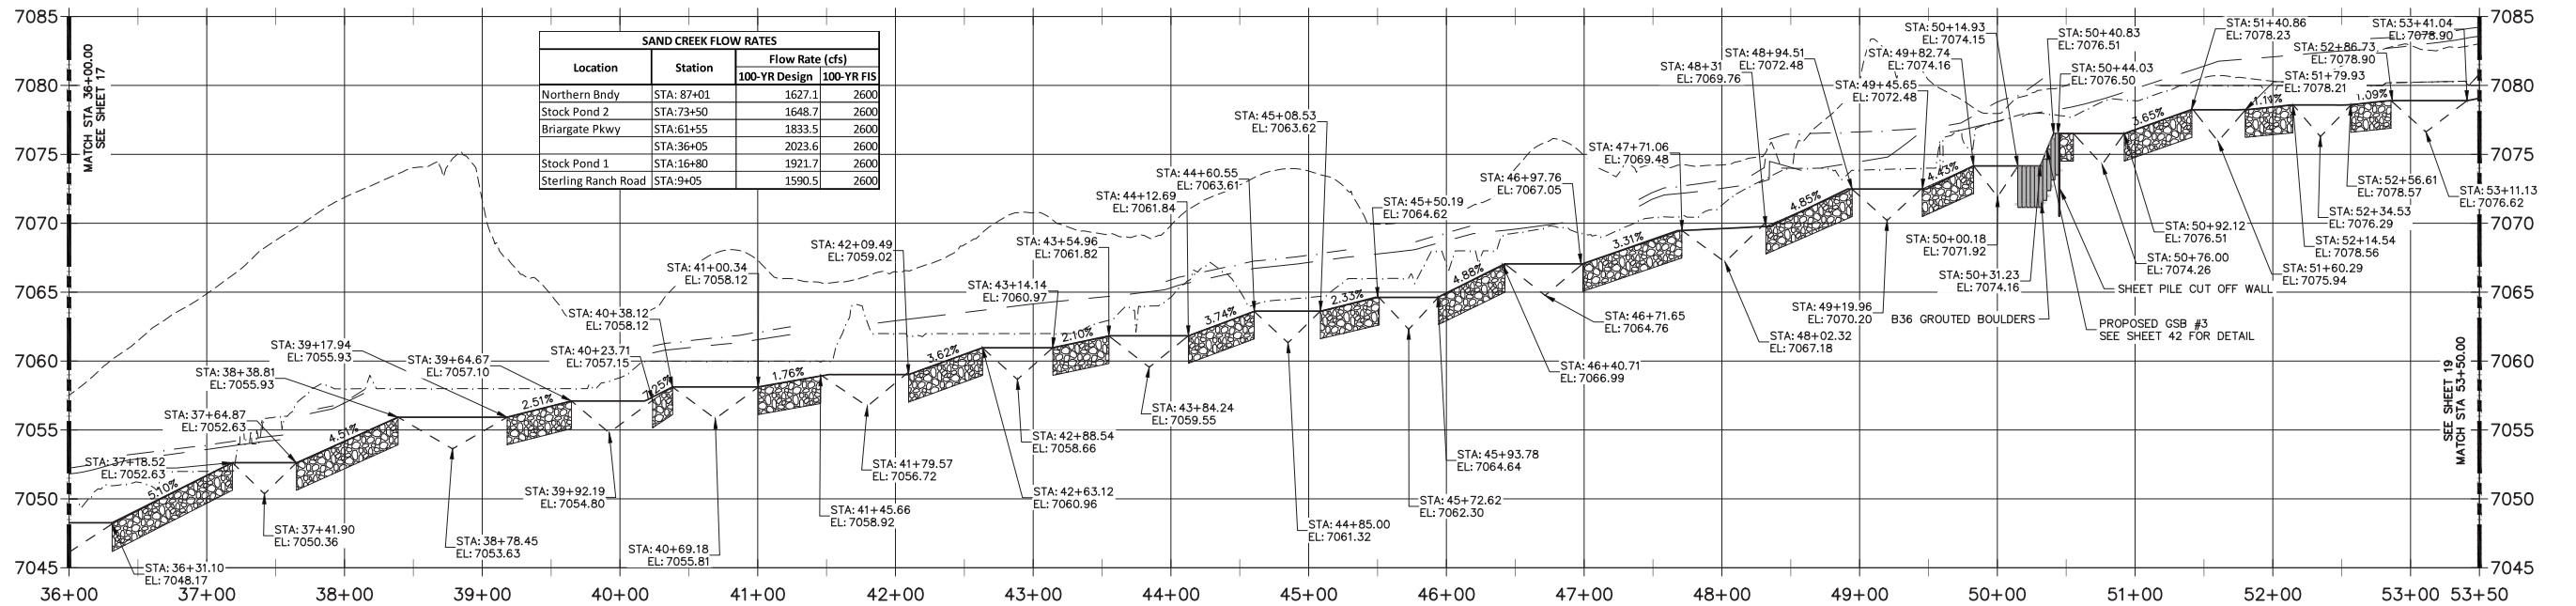 7085
7080
7075
7070
7065
7060
7055
7050
7045
MATCH STA 36+00.00
SEE SHEET 17
SAND CREEK FLOW RATES
Location Station Flow Rate (cfs)
100-YR Design 100-YR FIS
Northern Bndy STA: 87+01 1627.1 2600
Stock Pond 2 STA:73+50 1648.7 2600
Briargate Pkwy STA:61+55 1833.5 2600
STA:36+05 2023.6 2600
Stock Pond 1 STA:16+80 1921.7 2600
Sterling Ranch Road STA:9+05 1590.5 2600
STA: 36+31.10
EL: 7048.17
5.10%
STA: 37+18.52
EL: 7052.63
STA: 37+41.90
EL: 7050.36
STA: 37+64.87
EL: 7052.63
4.51%
STA: 38+38.81
EL: 7055.93
STA: 38+78.45
EL: 7053.63
STA: 39+17.94
EL: 7055.93
2.51%
STA: 39+64.67
EL: 7057.10
STA: 39+92.19
EL: 7054.80
STA: 40+23.71
EL: 7057.15
STA: 40+38.12
EL: 7058.12
STA: 40+69.18
EL: 7055.81
STA: 41+00.34
EL: 7058.12
1.76%
STA: 41+45.66
EL: 7058.92
STA: 41+79.57
EL: 7056.72
STA: 42+09.49
EL: 7059.02
3.62%
STA: 42+63.12
EL: 7060.96
STA: 42+88.54
EL: 7058.66
STA: 43+14.14
EL: 7060.97
2.10%
STA: 43+54.96
EL: 7061.82
STA: 43+84.24
EL: 7059.55
STA: 44+12.69
EL: 7061.84
3.74%
STA: 44+60.55
EL: 7063.61
STA: 44+85.00
EL: 7061.32
STA: 45+08.53
EL: 7063.62
2.33%
STA: 45+50.19
EL: 7064.62
STA: 45+72.62
EL: 7062.30
STA: 45+93.78
EL: 7064.64
4.88%
STA: 46+40.71
EL: 7066.99
STA: 46+71.65
EL: 7064.76
STA: 46+97.76
EL: 7067.05
3.31%
STA: 47+71.06
EL: 7069.48
STA: 48+02.32
EL: 7067.18
STA: 48+31
EL: 7069.76
4.85%
STA: 48+94.51
EL: 7072.48
STA: 49+19.96
EL: 7070.20
STA: 49+45.65
EL: 7072.48
4.43%
STA: 49+82.74
EL: 7074.16
STA: 50+00.18
EL: 7071.92
STA: 50+14.93
EL: 7074.15
STA: 50+31.23
EL: 7074.16
B36 GROUTED BOULDERS
STA: 50+40.83
EL: 7076.51
STA: 50+44.03
EL: 7076.50
SHEET PILE CUT OFF WALL
PROPOSED GSB #3
SEE SHEET 42 FOR DETAIL
STA: 50+76.00
EL: 7074.26
STA: 50+92.12
EL: 7076.51
3.65%
STA: 51+40.86
EL: 7078.23
STA: 51+60.29
EL: 7075.94
STA: 51+79.93
EL: 7078.21
STA: 52+14.54
EL: 7078.56
STA: 52+34.53
EL: 7076.29
STA: 52+56.61
EL: 7078.57
STA: 52+86.73
EL: 7078.90
STA: 53+11.13
EL: 7076.62
STA: 53+41.04
EL: 7078.90
SEE SHEET 19
MATCH STA 53+50.00
7085
7080
7075
7070
7065
7060
7055
7050
7045
36+00 37+00 38+00 39+00 40+00 41+00 42+00 43+00 44+00 45+00 46+00 47+00 48+00 49+00 50+00 51+00 52+00 53+00 53+50